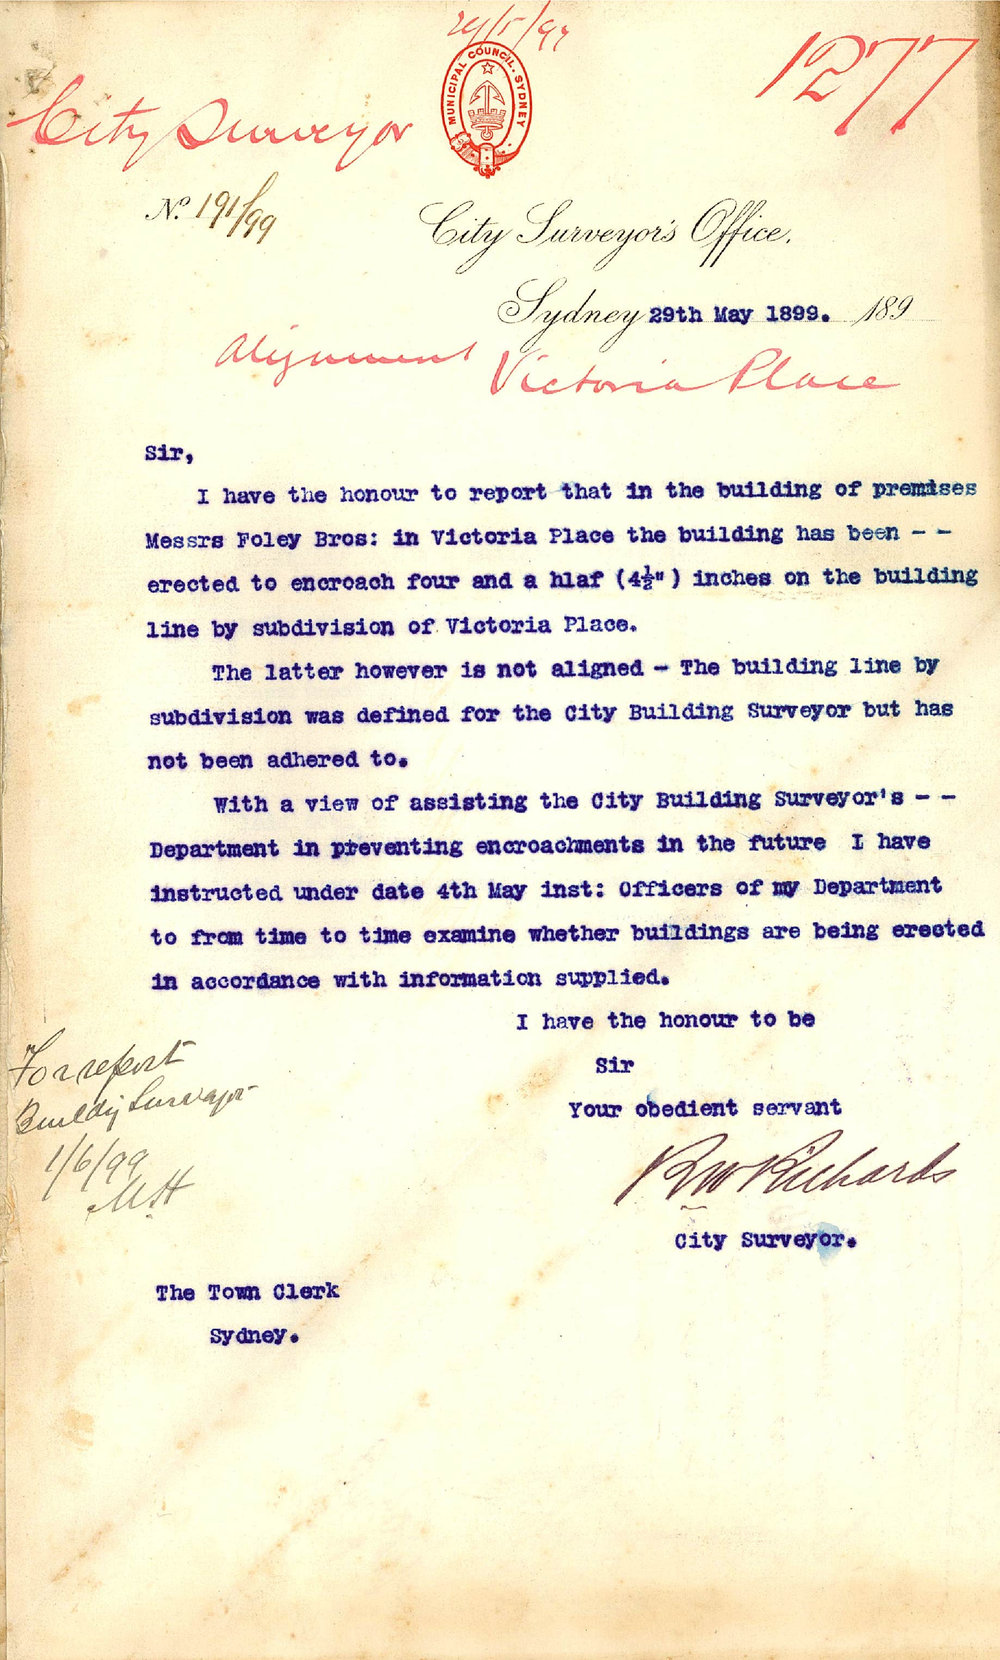 29/5/99
1277
City Surveyor
MUNICIPAL COUNCIL. SYDNEY
No. 191/99
City Surveyor's Office.
Sydney 29th May 1899. 189
Alignment Victoria Place
Sir,
I have the honour to report that in the building of premises
Messrs Foley Bros: in Victoria Place the building has been - -
erected to encroach four and a hlaf (4½") inches on the building
line by subdivision of Victoria Place.
The latter however is not aligned - The building line by
subdivision was defined for the City Building Surveyor but has
not been adhered to.
With a view of assisting the City Building Surveyor's - -
Department in preventing encroachments in the future I have
instructed under date 4th May inst: Officers of my Department
to from time to time examine whether buildings are being erected
in accordance with information supplied.
I have the honour to be
Sir
Your obedient servant
RW Richards
City Surveyor.
For report
Buildg Surveyor
1/6/99
The Town Clerk
Sydney.